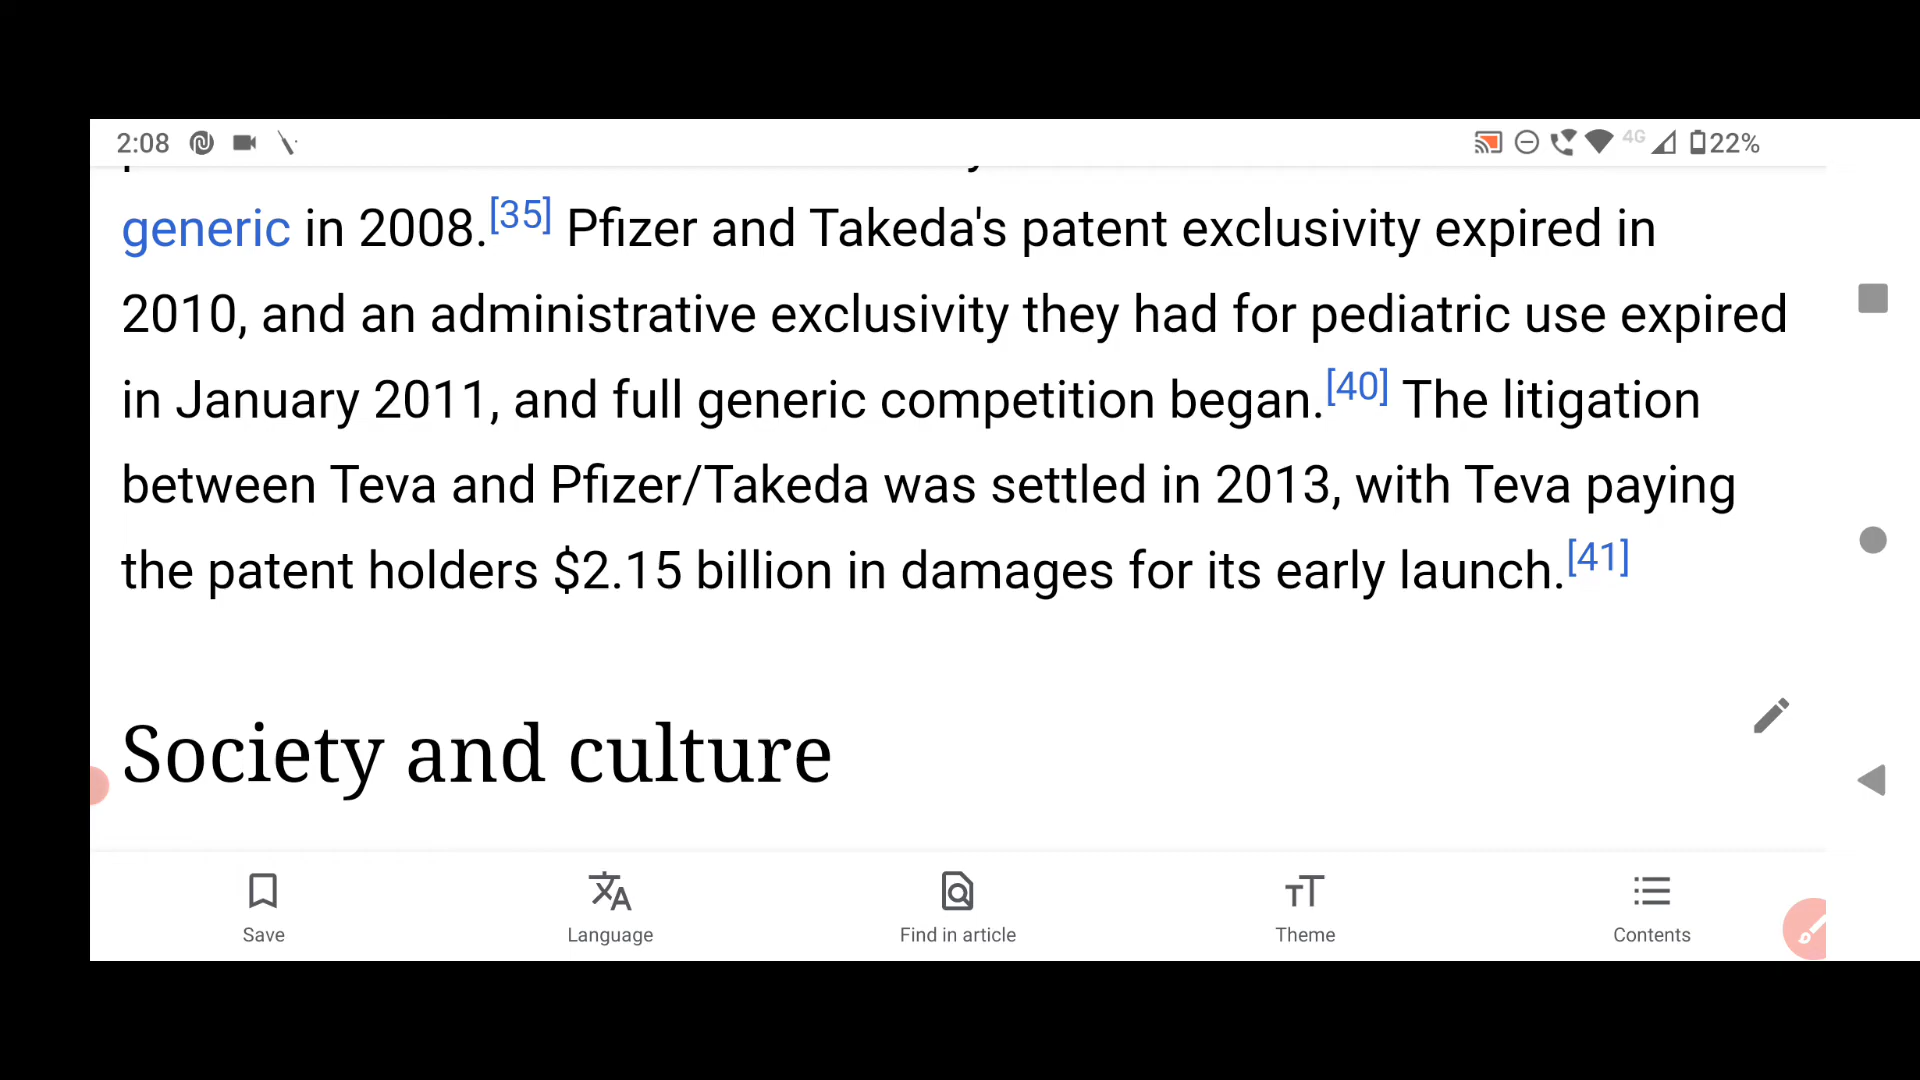 2:08 4G 22%
generic in 2008.[35] Pfizer and Takeda's patent exclusivity expired in
2010, and an administrative exclusivity they had for pediatric use expired
in January 2011, and full generic competition began.[40] The litigation
between Teva and Pfizer/Takeda was settled in 2013, with Teva paying
the patent holders $2.15 billion in damages for its early launch.[41]
Society and culture
Save Language Find in article Theme Contents